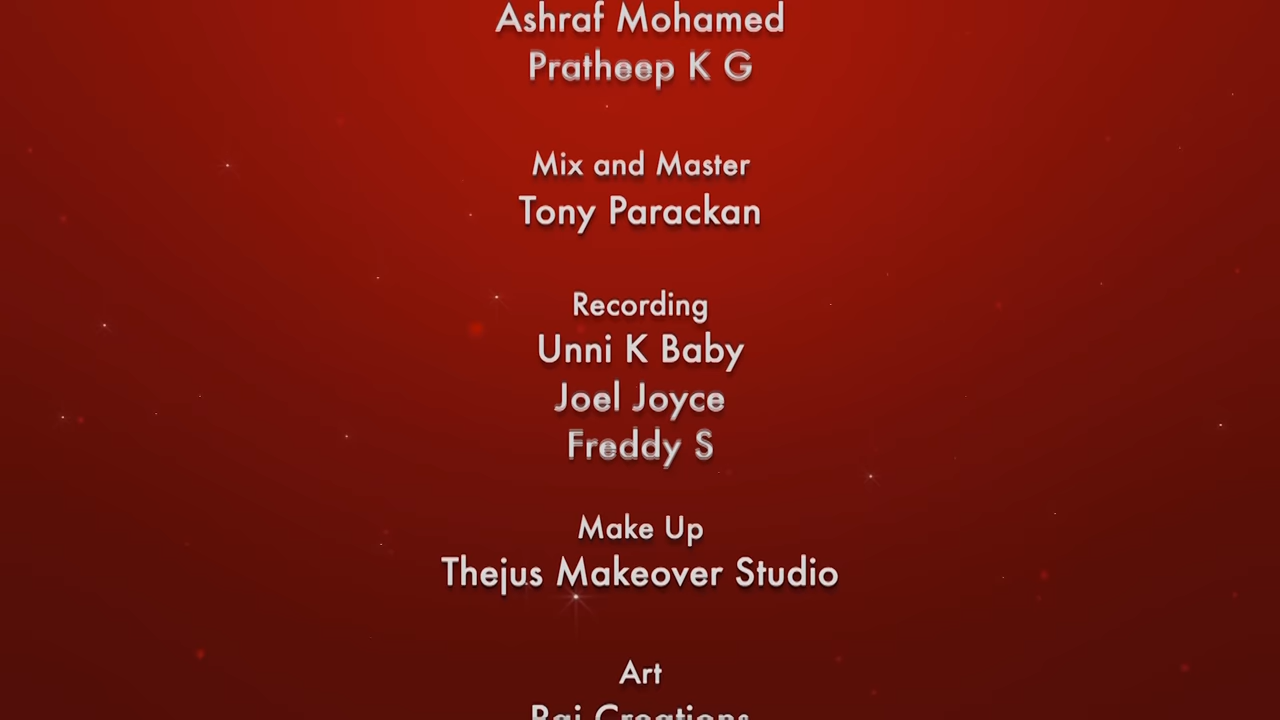 Ashraf Mohamed
Pratheep K G
Mix and Master
Tony Parackan
Recording
Unni K Baby
Joel Joyce
Freddy S
Make Up
Thejus Makeover Studio
Art
Creations